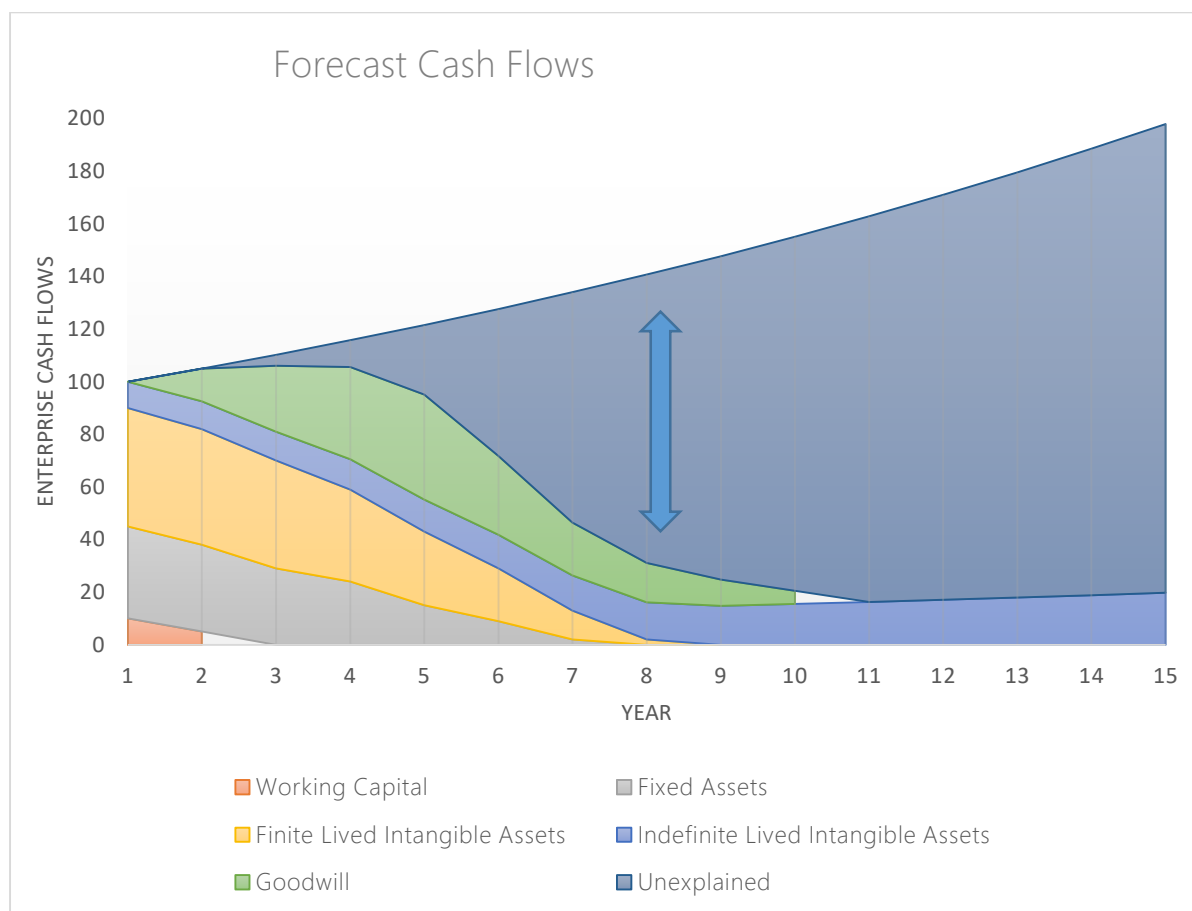 Forecast Cash Flows
ENTERPRISE CASH FLOWS
200
180
160
140
120
100
80
60
40
20
0
1 2 3 4 5 6 7 8 9 10 11 12 13 14 15
YEAR
Working Capital Fixed Assets
Finite Lived Intangible Assets Indefinite Lived Intangible Assets
Goodwill Unexplained